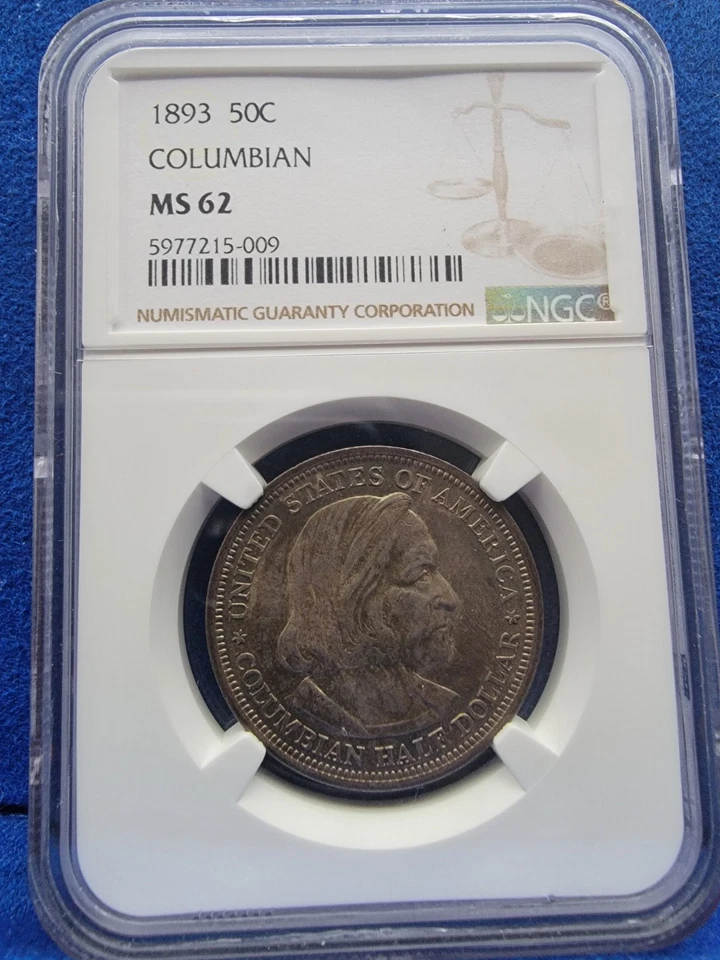 1893 50C
COLUMBIAN
MS 62
5977215-009
NUMISMATIC GUARANTY CORPORATION
NGC®
UNITED STATES OF AMERICA
COLUMBIAN HALF DOLLAR